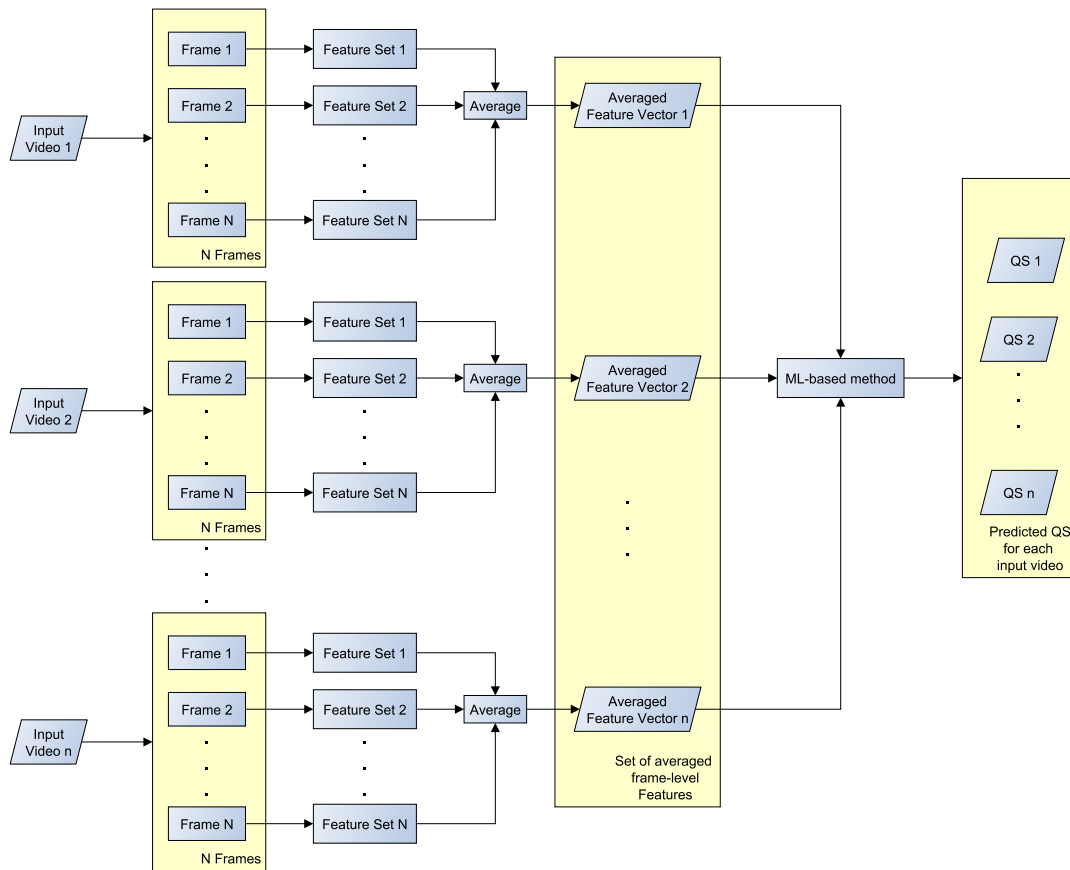 Input
Video 1
Frame 1
Frame 2
Frame N
N Frames
Feature Set 1
Feature Set 2
Feature Set N
Average
Averaged
Feature Vector 1
Input
Video 2
Frame 1
Frame 2
Frame N
N Frames
Feature Set 1
Feature Set 2
Feature Set N
Average
Averaged
Feature Vector 2
Input
Video n
Frame 1
Frame 2
Frame N
N Frames
Feature Set 1
Feature Set 2
Feature Set N
Average
Averaged
Feature Vector n
Set of averaged
frame-level
Features
ML-based method
QS 1
QS 2
QS n
Predicted QS
for each
input video